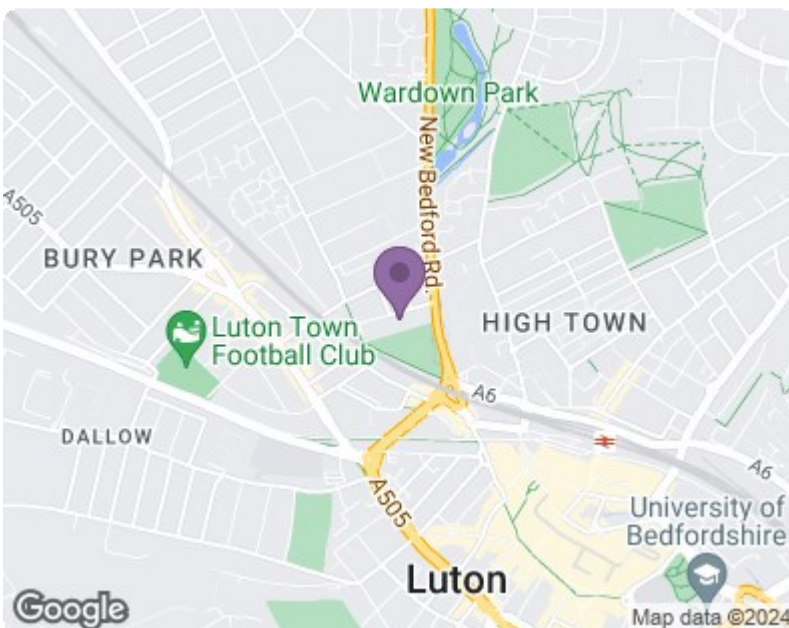 Wardown Park
New Bedford Rd.
A505
BURY PARK
HIGH TOWN
Luton Town
Football Club
A6
DALLOW
A6
A505
University of
Bedfordshire
Luton
Google
Map data ©2024